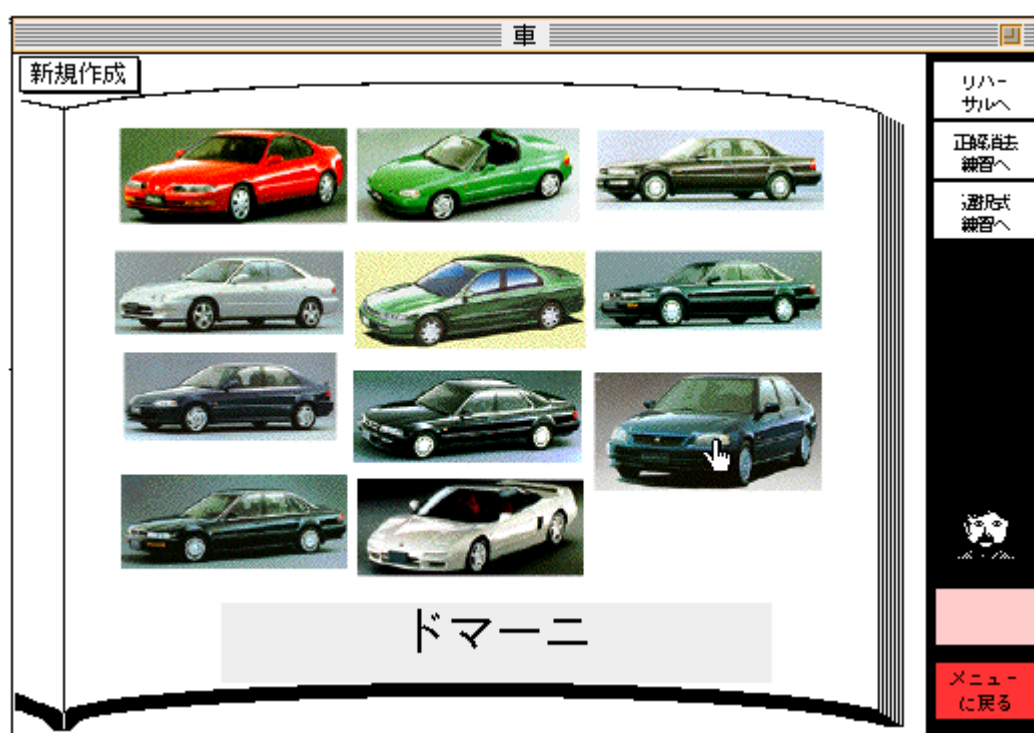 車
新規作成
リハー
サルへ
正解消去
練習へ
選択式
練習へ
ドマーニ
メニュー
に戻る